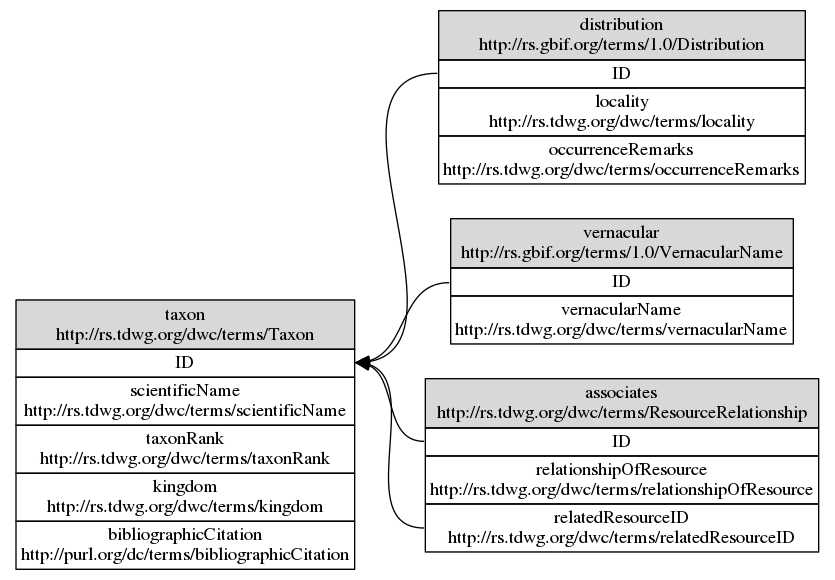 distribution
http://rs.gbif.org/terms/1.0/Distribution
ID
locality
http://rs.tdwg.org/dwc/terms/locality
occurrenceRemarks
http://rs.tdwg.org/dwc/terms/occurrenceRemarks
vernacular
http://rs.gbif.org/terms/1.0/VernacularName
ID
vernacularName
http://rs.tdwg.org/dwc/terms/vernacularName
taxon
http://rs.tdwg.org/dwc/terms/Taxon
ID
scientificName
http://rs.tdwg.org/dwc/terms/scientificName
taxonRank
http://rs.tdwg.org/dwc/terms/taxonRank
kingdom
http://rs.tdwg.org/dwc/terms/kingdom
bibliographicCitation
http://purl.org/dc/terms/bibliographicCitation
associates
http://rs.tdwg.org/dwc/terms/ResourceRelationship
ID
relationshipOfResource
http://rs.tdwg.org/dwc/terms/relationshipOfResource
relatedResourceID
http://rs.tdwg.org/dwc/terms/relatedResourceID